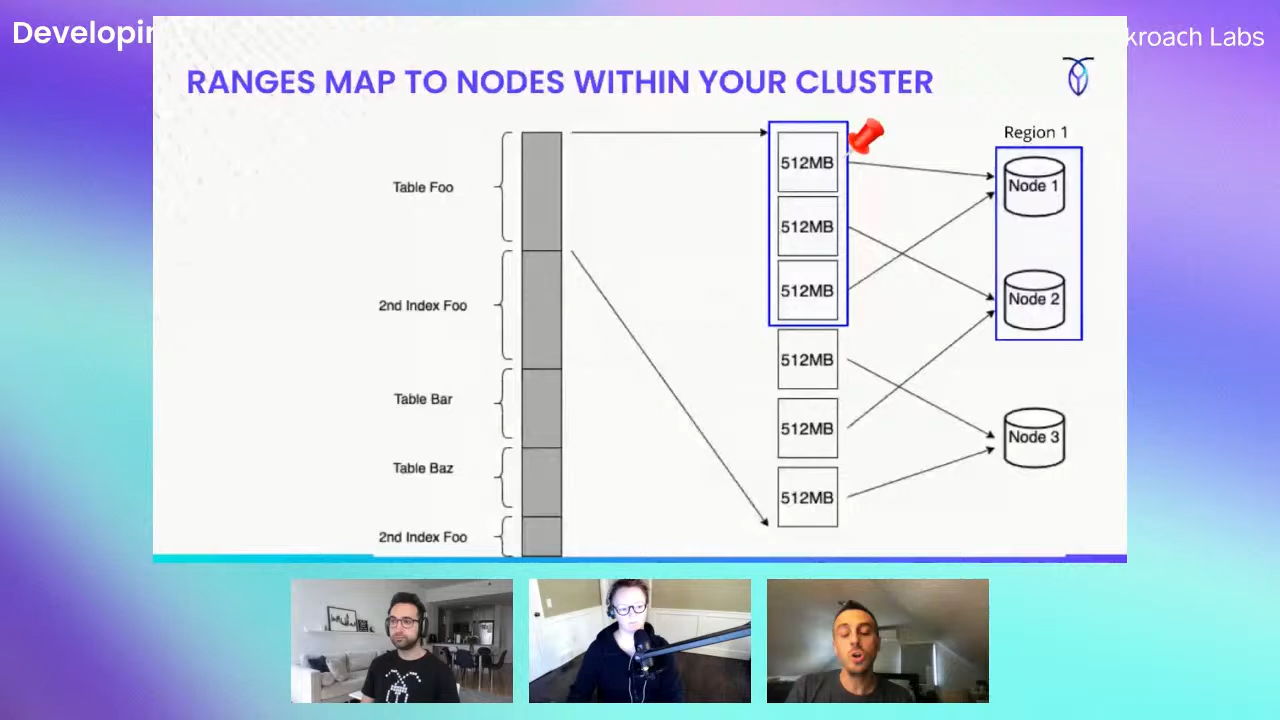 Developin
kroach Labs
RANGES MAP TO NODES WITHIN YOUR CLUSTER
Region 1
Table Foo
2nd Index Foo
Table Bar
Table Baz
2nd Index Foo
512MB
512MB
512MB
512MB
512MB
512MB
Node 1
Node 2
Node 3